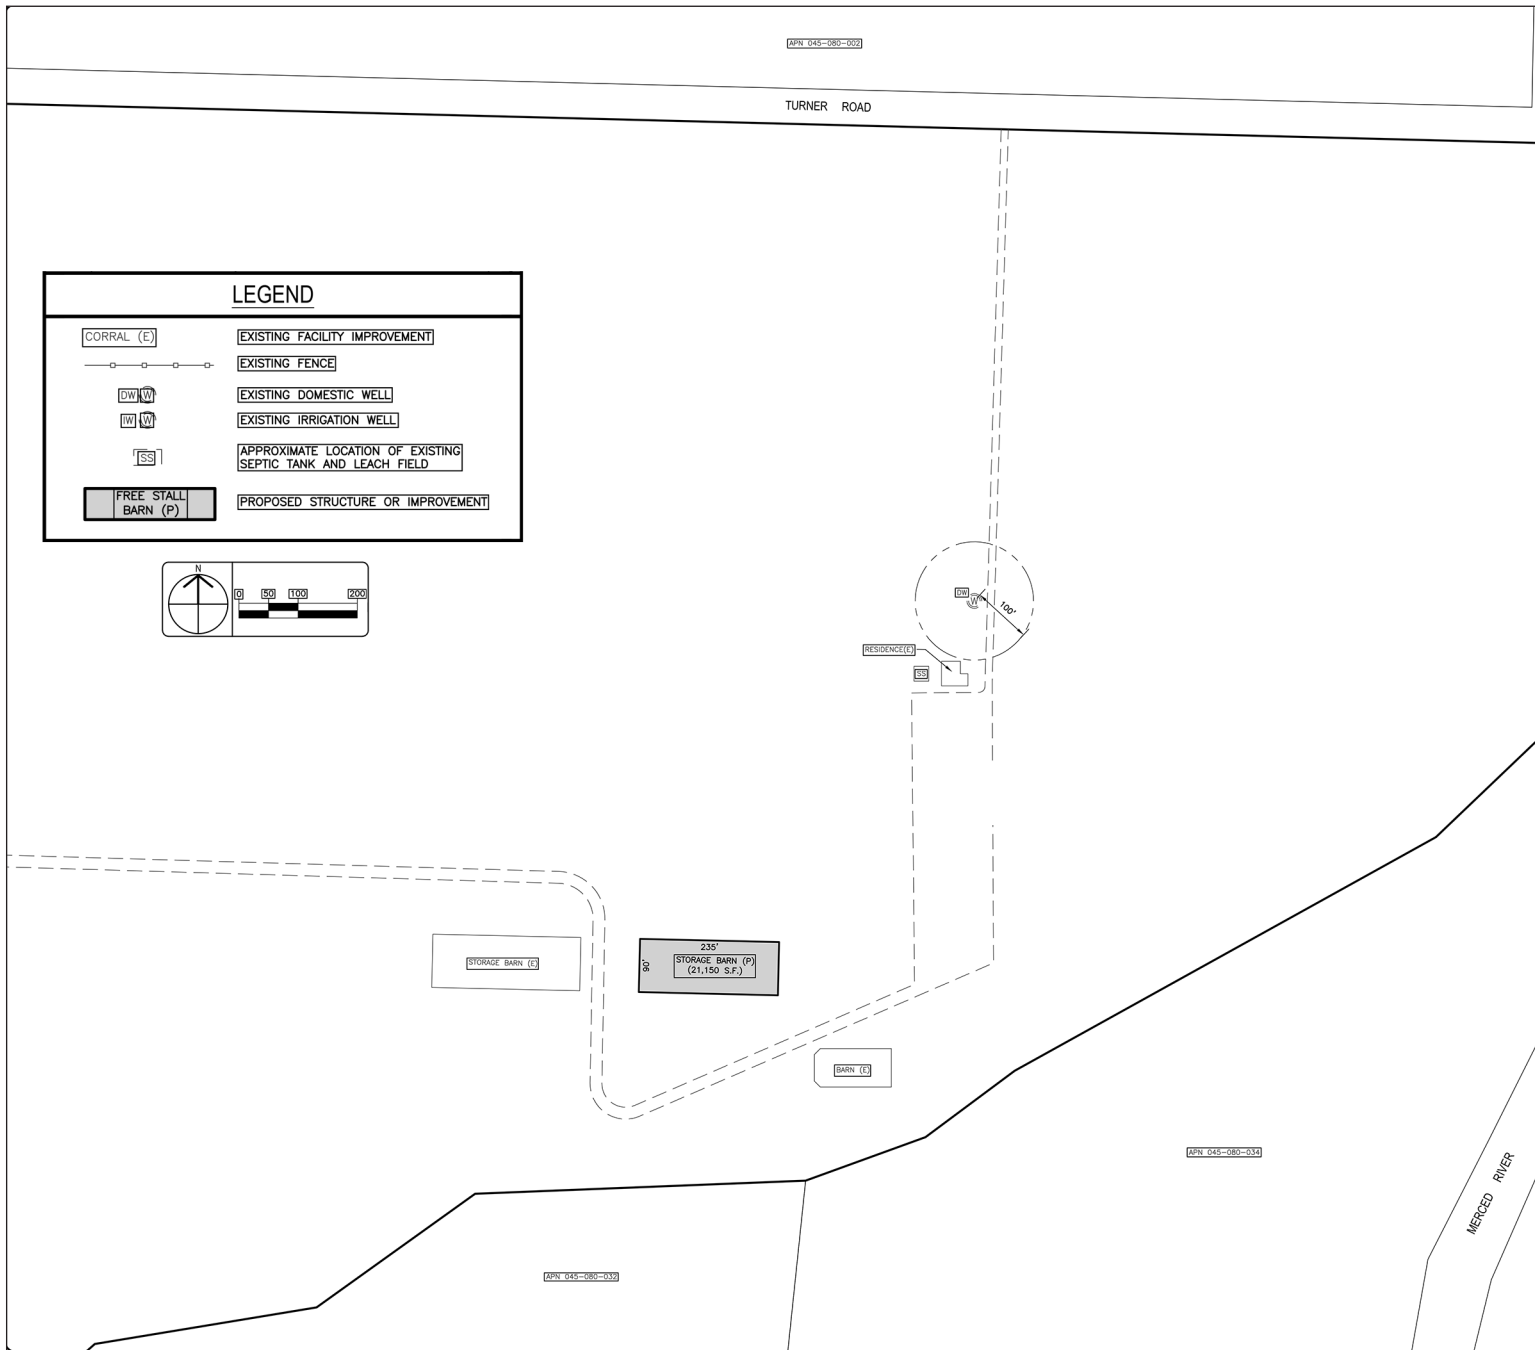 APN 045-080-002
TURNER ROAD
LEGEND
CORRAL (E)
EXISTING FACILITY IMPROVEMENT
EXISTING FENCE
DW W
EXISTING DOMESTIC WELL
IW W
EXISTING IRRIGATION WELL
SS
APPROXIMATE LOCATION OF EXISTING
SEPTIC TANK AND LEACH FIELD
FREE STALL
BARN (P)
PROPOSED STRUCTURE OR IMPROVEMENT
N
0 50 100 200
DW
W
100'
RESIDENCE(E)
SS
235'
90'
STORAGE BARN (P)
(21,150 S.F.)
STORAGE BARN (E)
BARN (E)
APN 045-080-034
MERCED RIVER
APN 045-080-032